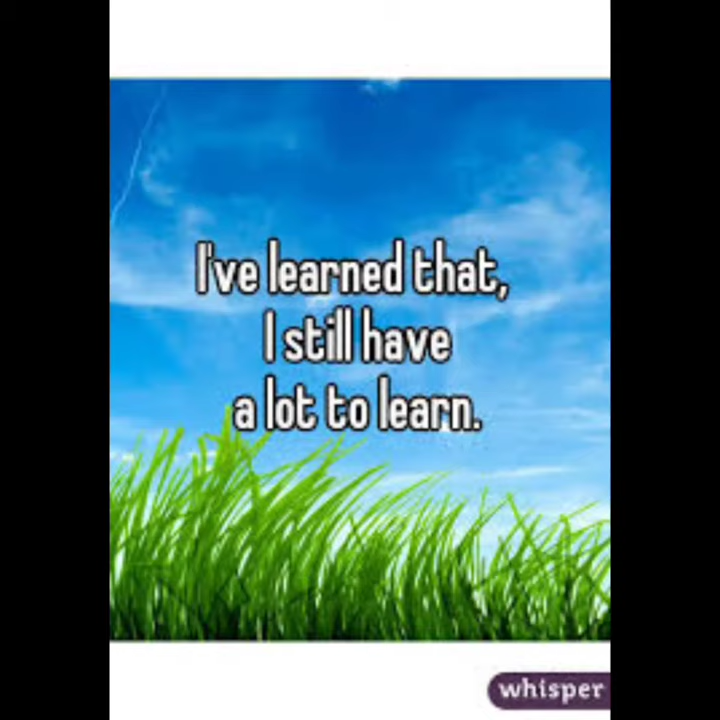 I've learned that,
I still have
a lot to learn.
whisper